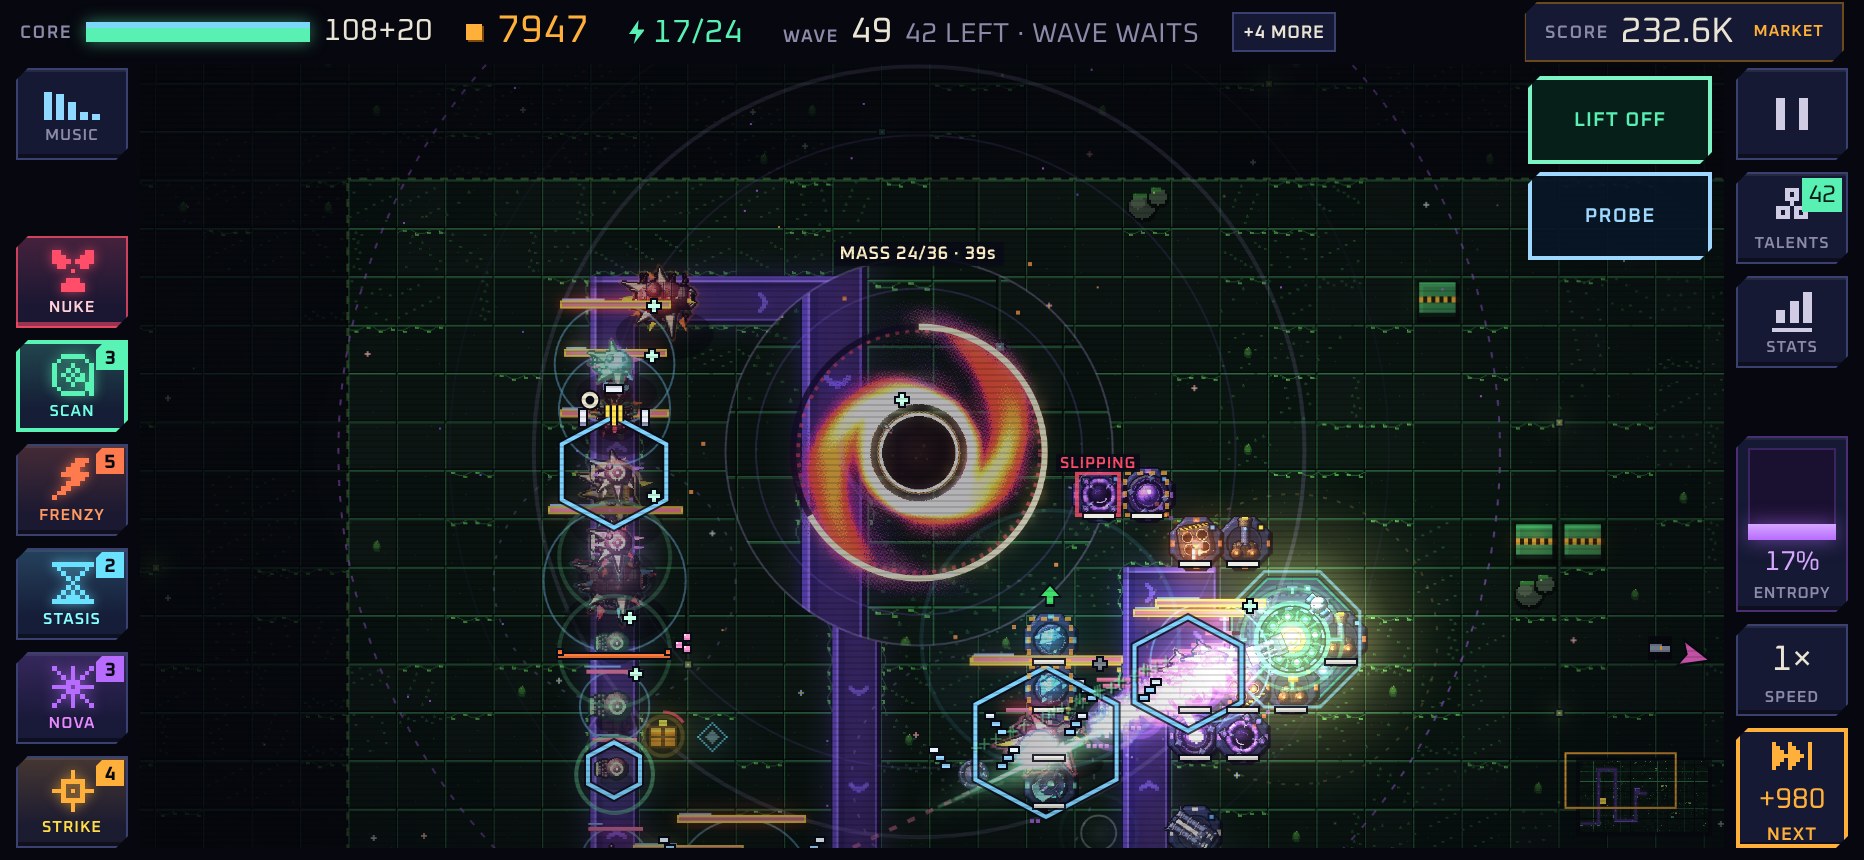 CORE 108+20 7947 17/24 WAVE 49 42 LEFT · WAVE WAITS +4 MORE SCORE 232.6K MARKET
MUSIC
LIFT OFF
PROBE
42
TALENTS
STATS
NUKE
3
SCAN
5
FRENZY
2
STASIS
3
NOVA
4
STRIKE
MASS 24/36 · 39s
SLIPPING
17%
ENTROPY
1×
SPEED
+980
NEXT